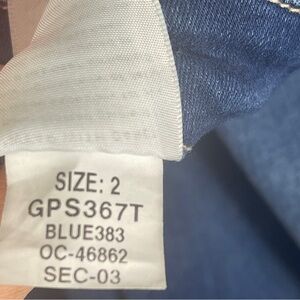 SIZE: 2
GPS367T
BLUE383
OC-46862
SEC-03